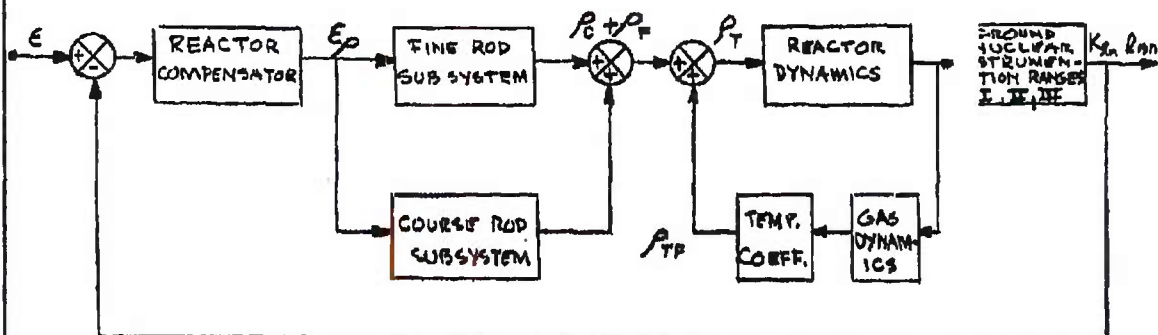 ε
+
-
REACTOR
COMPENSATOR
FINE ROD
SUB SYSTEM
ρC + ρF
+
+
+
+
ρT
REACTOR
DYNAMICS
GROUND
NUCLEAR
STRUMEN-
TION RANGES
I, II, III
COURSE ROD
SUBSYSTEM
ρTF
TEMP.
COEFF.
GAS
DYNAM-
ICS